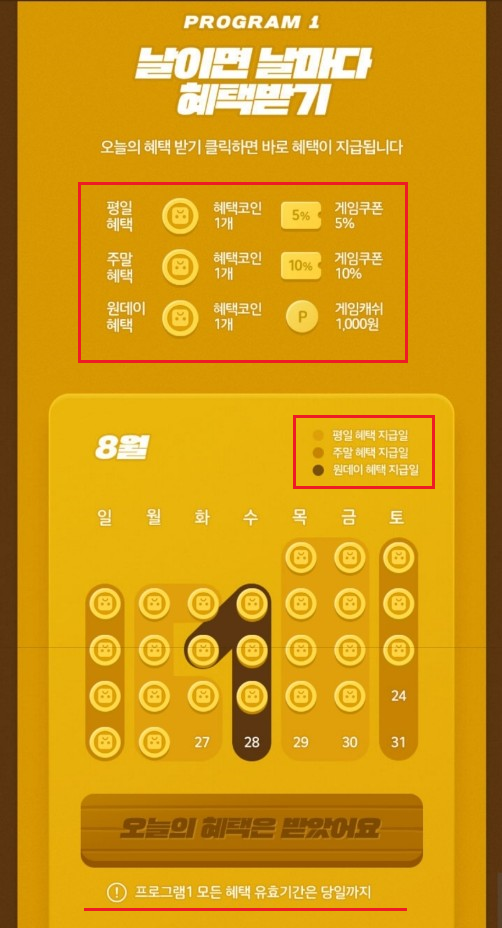 PROGRAM 1
날이면 날마다
혜택받기
오늘의 혜택 받기 클릭하면 바로 혜택이 지급됩니다
평일
혜택
혜택코인
1개
5%
게임쿠폰
5%
주말
혜택
혜택코인
1개
10%
게임쿠폰
10%
원데이
혜택
혜택코인
1개
P
게임캐쉬
1,000원
8월
평일 혜택 지급일
주말 혜택 지급일
원데이 혜택 지급일
일 월 화 수 목 금 토
24
27 28 29 30 31
오늘의 혜택은 받았어요
! 프로그램1 모든 혜택 유효기간은 당일까지